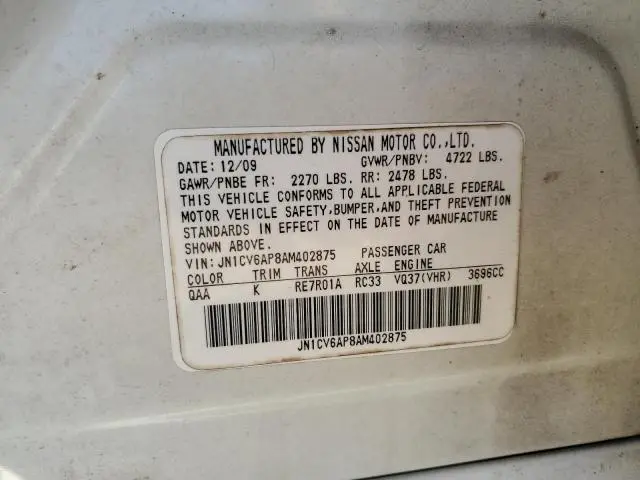 MANUFACTURED BY NISSAN MOTOR CO.,LTD.
DATE: 12/09 GVWR/PNBV: 4722 LBS.
GAWR/PNBE FR: 2270 LBS. RR: 2478 LBS.
THIS VEHICLE CONFORMS TO ALL APPLICABLE FEDERAL
MOTOR VEHICLE SAFETY,BUMPER,AND THEFT PREVENTION
STANDARDS IN EFFECT ON THE DATE OF MANUFACTURE
SHOWN ABOVE.
VIN: JN1CV6AP8AM402875 PASSENGER CAR
COLOR TRIM TRANS AXLE ENGINE
QAA K RE7R01A RC33 VQ37(VHR) 3696CC
JN1CV6AP8AM402875